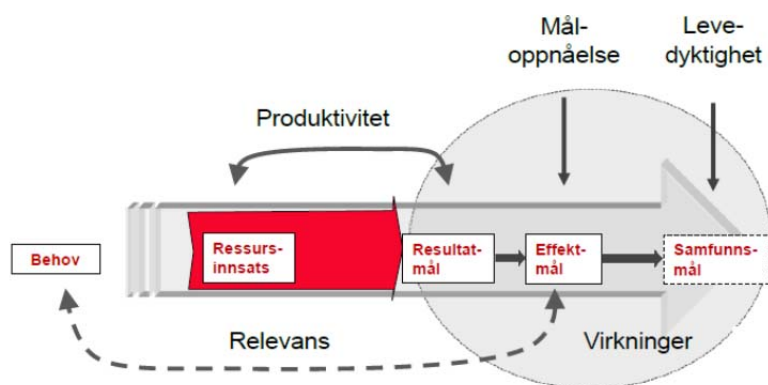 Mål-
oppnåelse
Leve-
dyktighet
Produktivitet
Behov
Ressurs-
innsats
Resultat-
mål
Effekt-
mål
Samfunns-
mål
Relevans
Virkninger